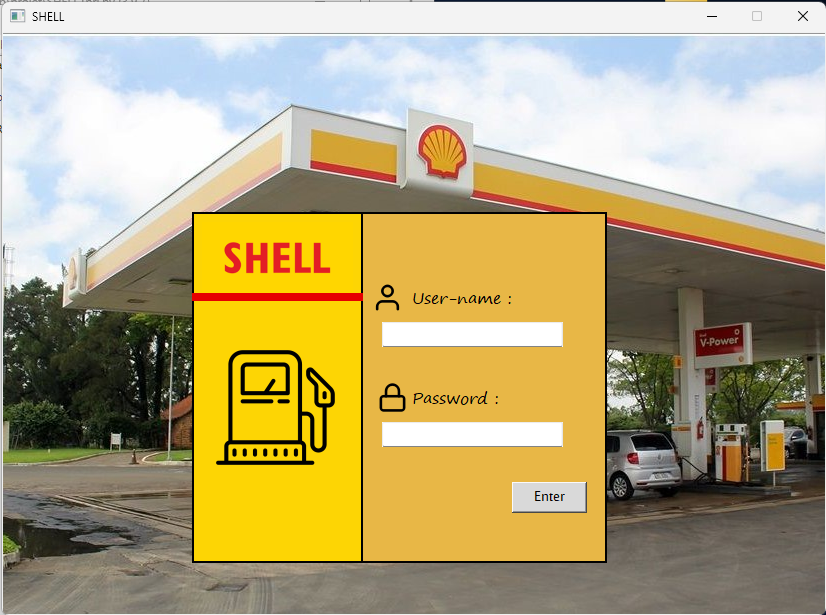 SHELL
SHELL
User-name :
Password :
Enter
V-Power